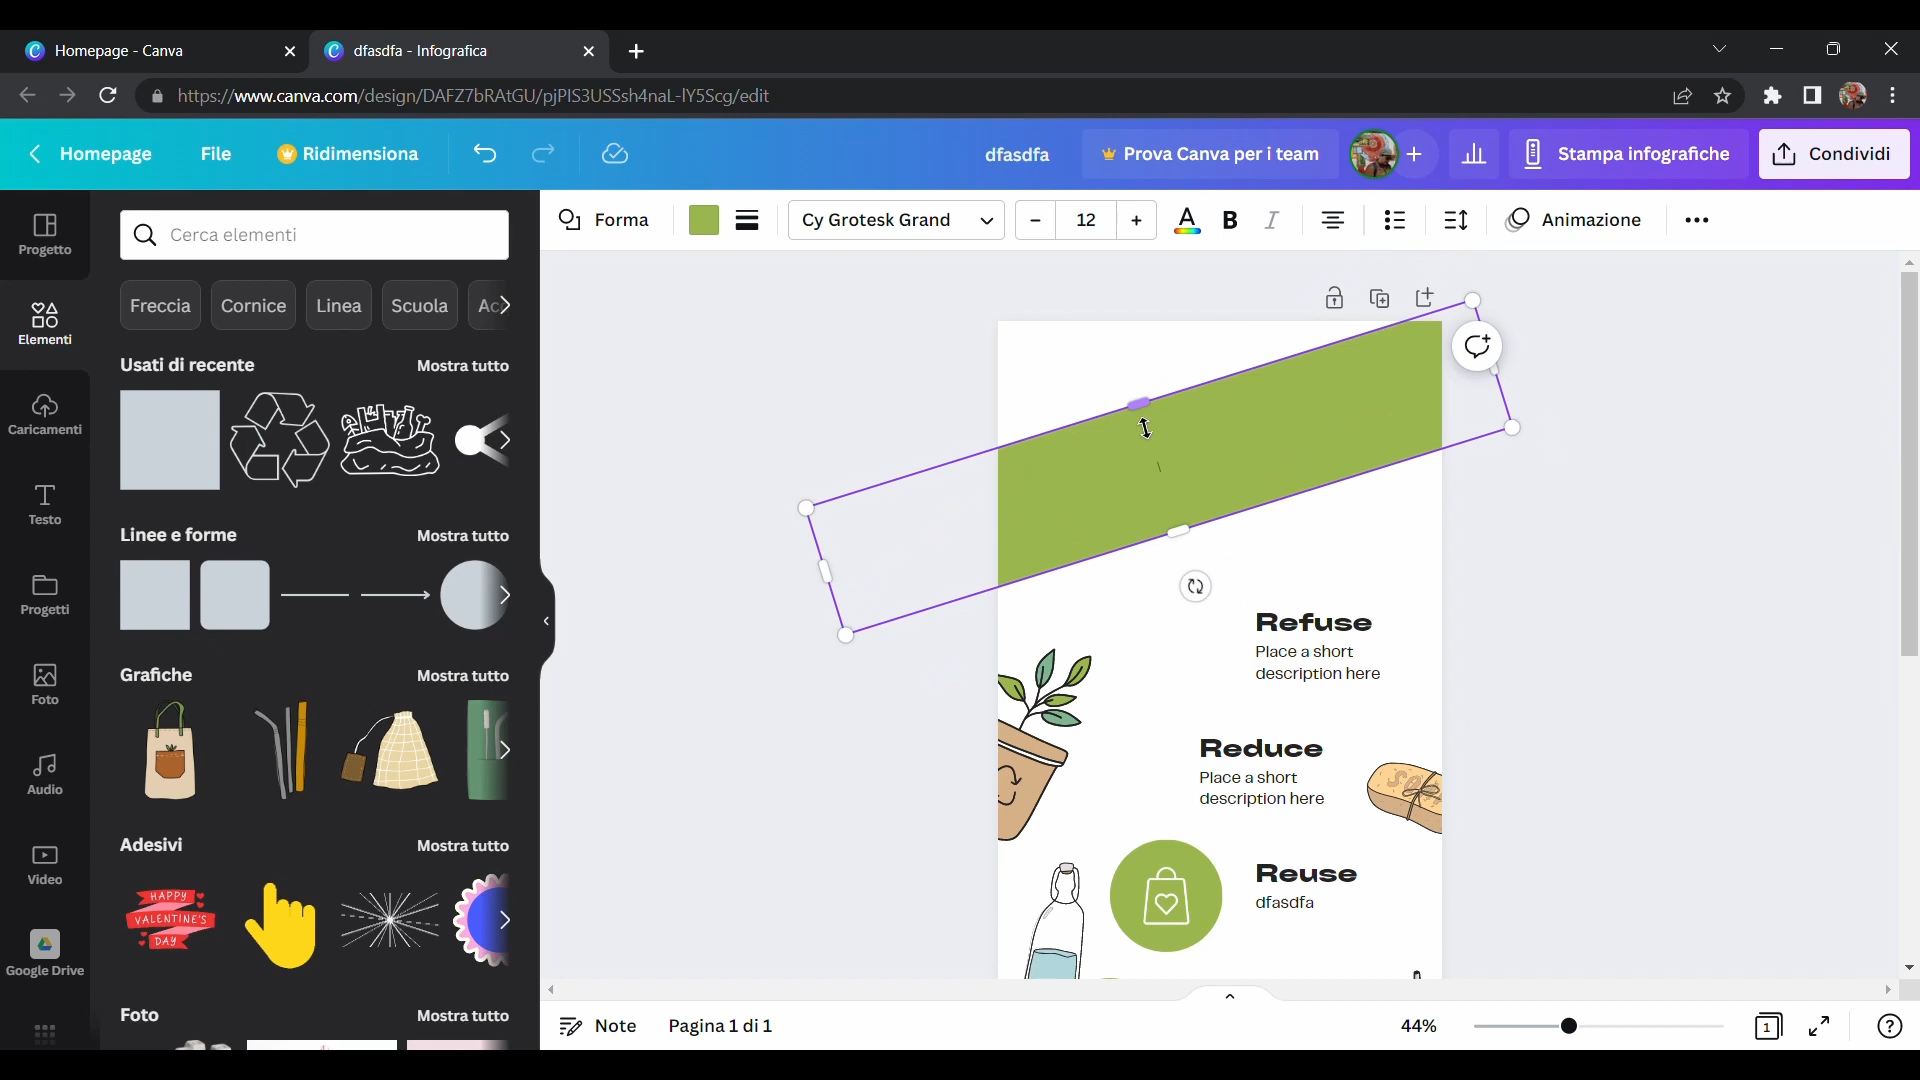 Homepage - Canva
dfasdfa - Infografica
https://www.canva.com/design/DAFZ7bRAtGU/pjPIS3USSsh4naL-lY5Scg/edit
Homepage
File
Ridimensiona
dfasdfa
Prova Canva per i team
Stampa infografiche
Condividi
Progetto
Elementi
Caricamenti
Testo
Progetti
Foto
Audio
Video
Google Drive
Cerca elementi
Freccia
Cornice
Linea
Scuola
Usati di recente
Mostra tutto
Linee e forme
Mostra tutto
Grafiche
Mostra tutto
Adesivi
Mostra tutto
HAPPY
VALENTINE'S
DAY
Foto
Mostra tutto
Forma
Cy Grotesk Grand
- 12 +
A
B
I
Animazione
\
Refuse
Place a short
description here
Reduce
Place a short
description here
Reuse
dfasdfa
Note
Pagina 1 di 1
44%
1
?